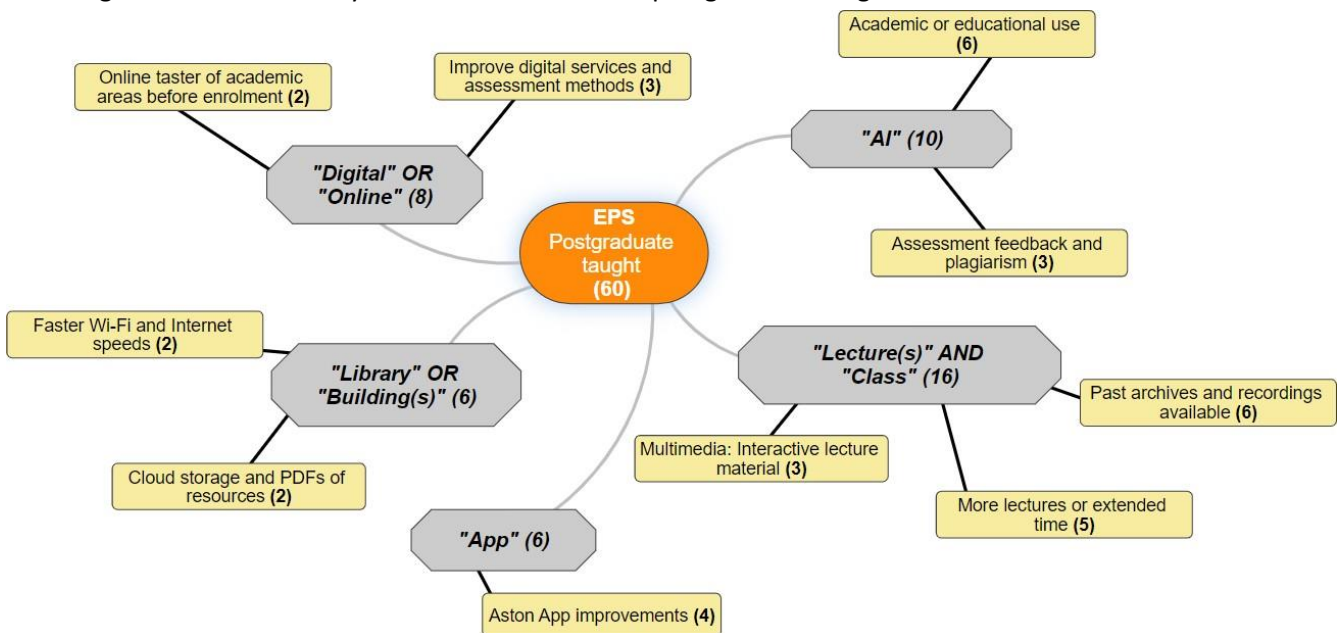 Academic or educational use
(6)
Online taster of academic
areas before enrolment (2)
Improve digital services and
assessment methods (3)
"AI" (10)
"Digital" OR
"Online" (8)
EPS
Postgraduate
taught
(60)
Assessment feedback and
plagiarism (3)
Faster Wi-Fi and Internet
speeds (2)
"Library" OR
"Building(s)" (6)
"Lecture(s)" AND
"Class" (16)
Past archives and recordings
available (6)
Multimedia: Interactive lecture
material (3)
Cloud storage and PDFs of
resources (2)
More lectures or extended
time (5)
"App" (6)
Aston App improvements (4)